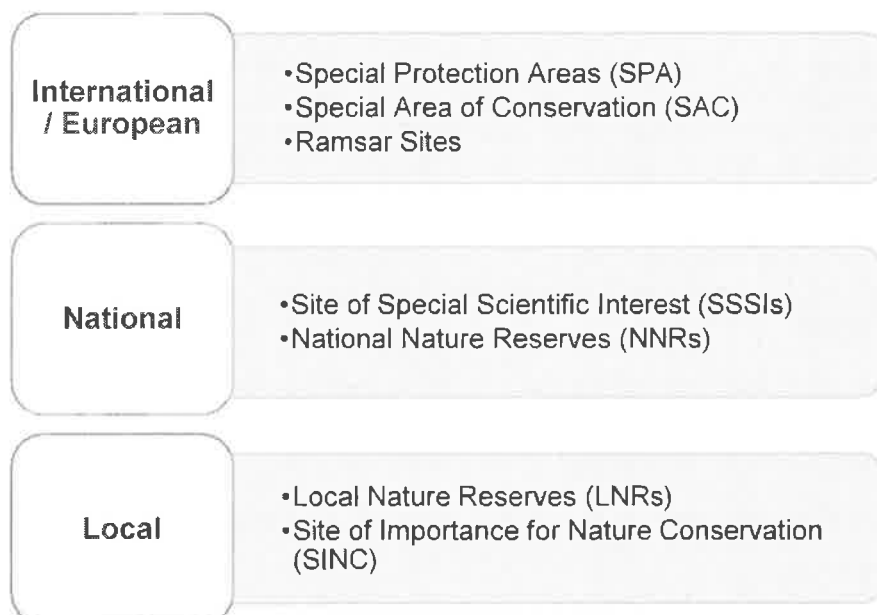 International
/ European
•Special Protection Areas (SPA)
•Special Area of Conservation (SAC)
•Ramsar Sites
National
•Site of Special Scientific Interest (SSSIs)
•National Nature Reserves (NNRs)
Local
•Local Nature Reserves (LNRs)
•Site of Importance for Nature Conservation
(SINC)